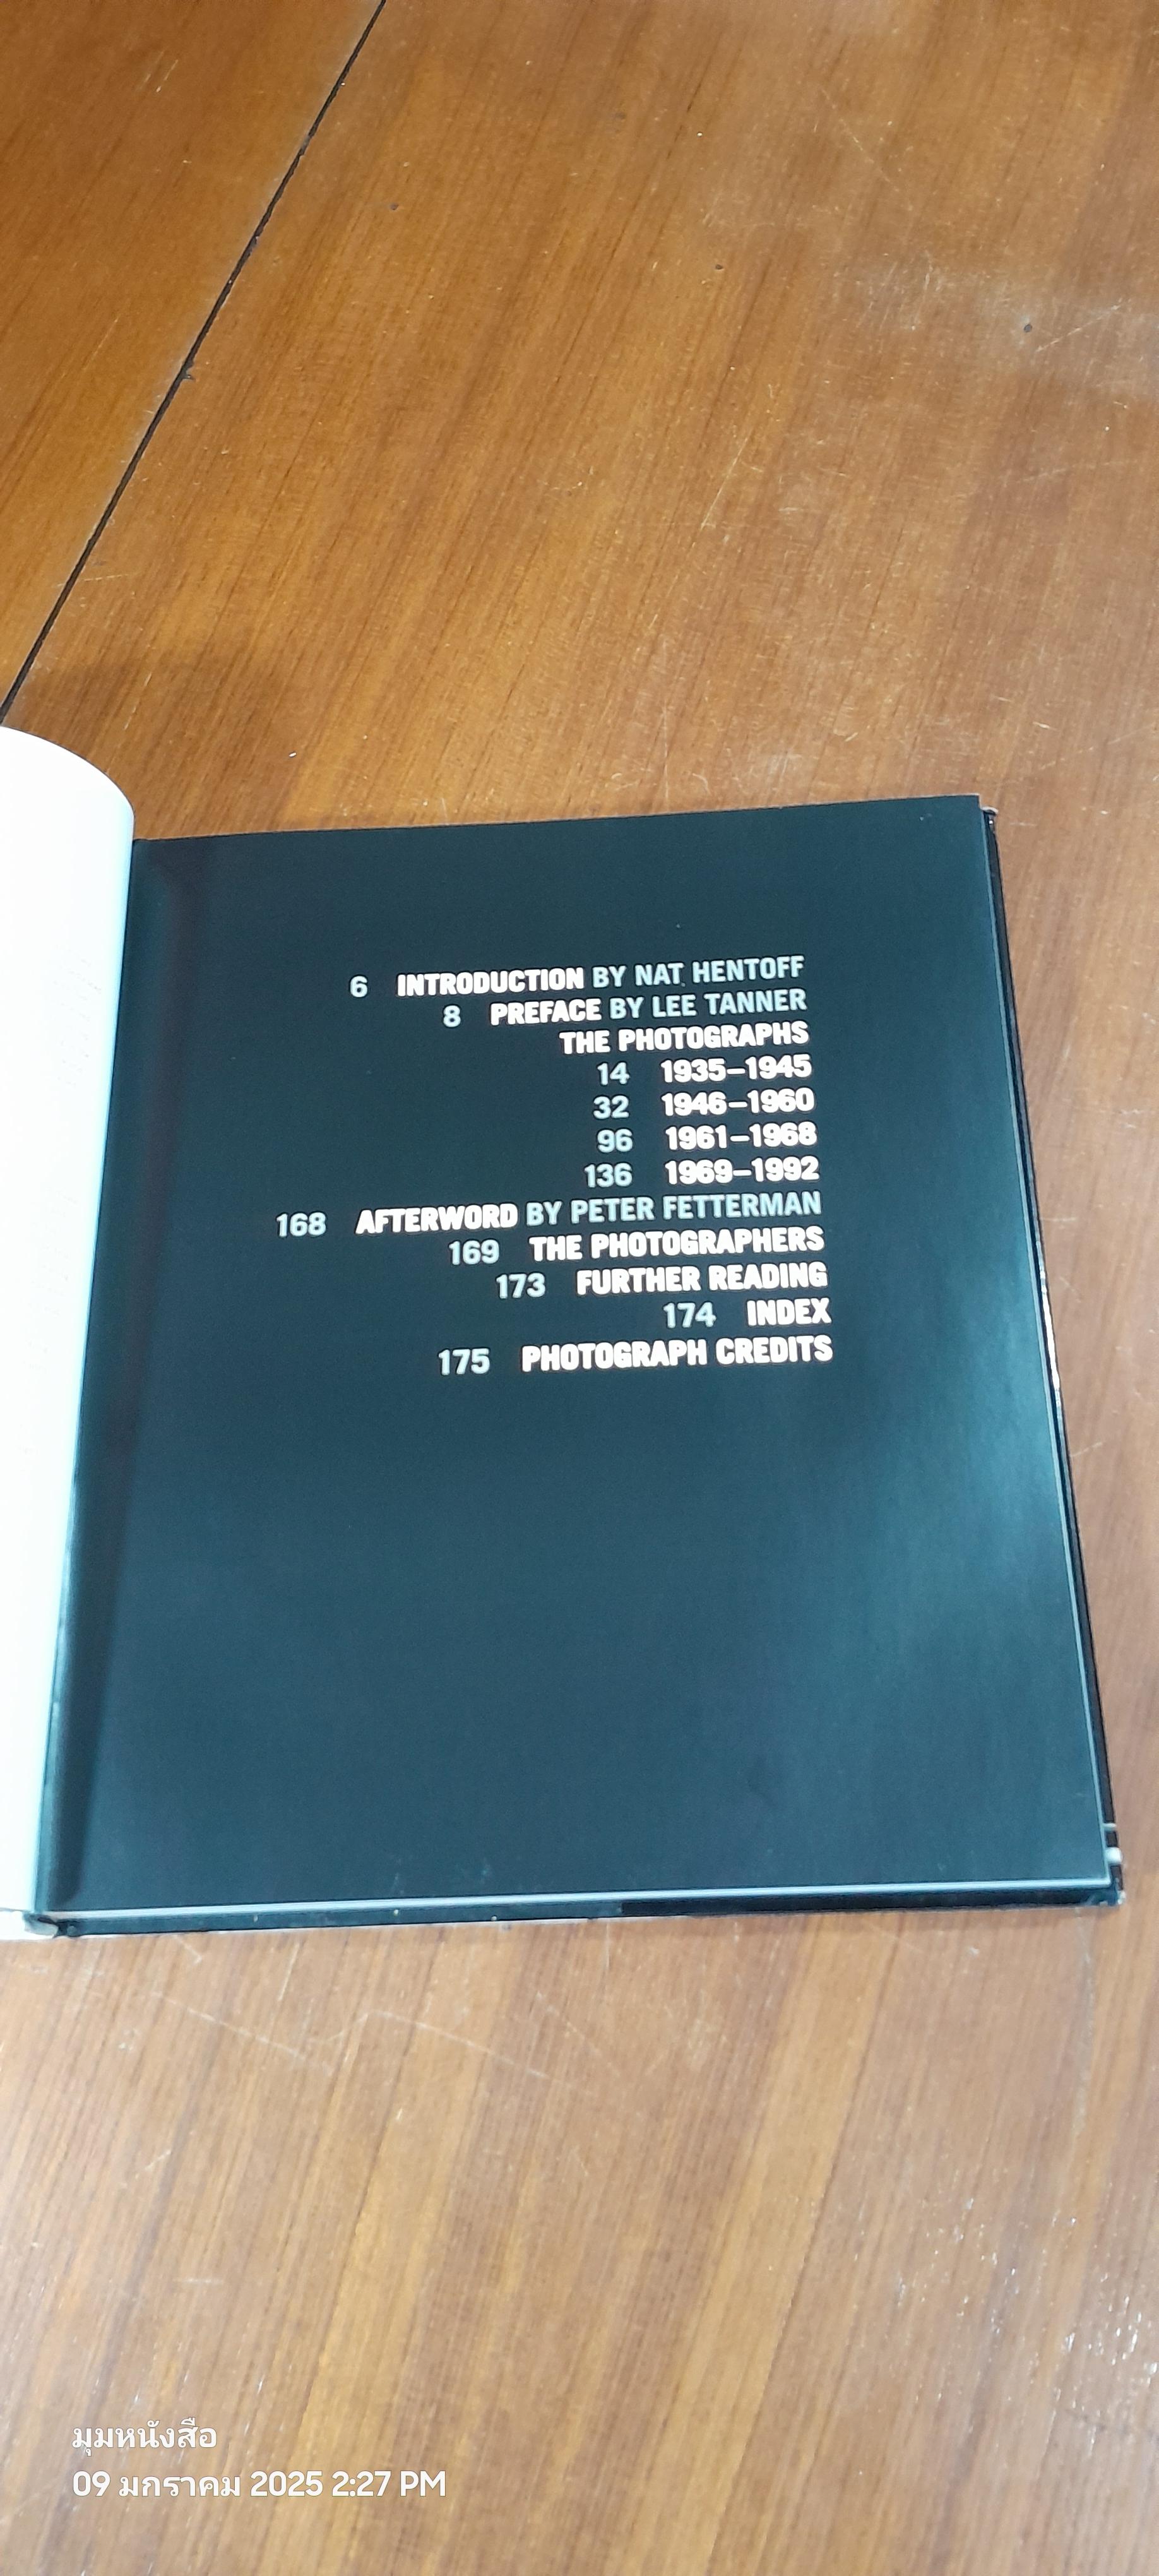 6 INTRODUCTION BY NAT HENTOFF
8 PREFACE BY LEE TANNER
THE PHOTOGRAPHS
14 1935–1945
32 1946–1960
96 1961–1968
136 1969–1992
168 AFTERWORD BY PETER FETTERMAN
169 THE PHOTOGRAPHERS
173 FURTHER READING
174 INDEX
175 PHOTOGRAPH CREDITS
มุมหนังสือ
09 มกราคม 2025 2:27 PM